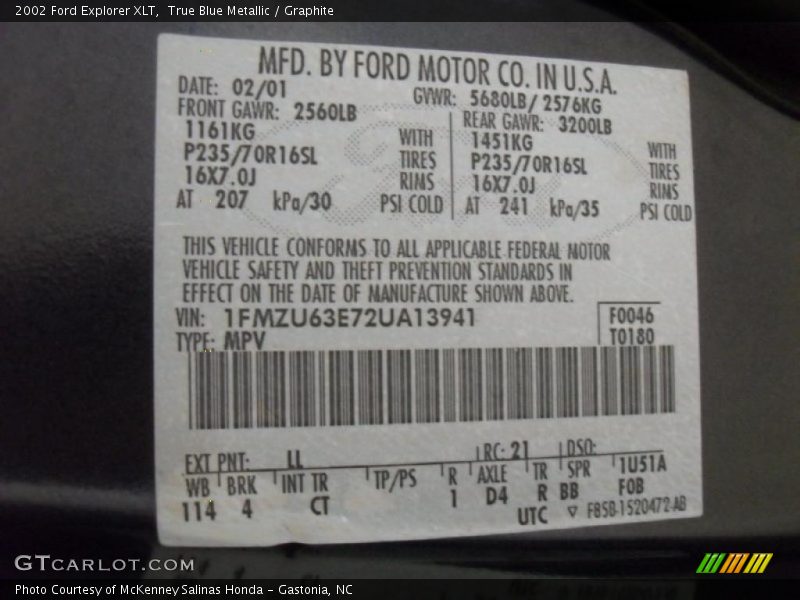 2002 Ford Explorer XLT, True Blue Metallic / Graphite
MFD. BY FORD MOTOR CO. IN U.S.A.
DATE: 02/01 GVWR: 5680LB/ 2576KG
FRONT GAWR: 2560LB REAR GAWR: 3200LB
1161KG WITH 1451KG WITH
P235/70R16SL TIRES P235/70R16SL TIRES
16X7.0J RIMS 16X7.0J RIMS
AT 207 kPa/30 PSI COLD AT 241 kPa/35 PSI COLD
THIS VEHICLE CONFORMS TO ALL APPLICABLE FEDERAL MOTOR
VEHICLE SAFETY AND THEFT PREVENTION STANDARDS IN
EFFECT ON THE DATE OF MANUFACTURE SHOWN ABOVE.
VIN: 1FMZU63E72UA13941 F0046
TYPE: MPV T0180
EXT PNT: LL RC: 21 DSO:
WB BRK INT TR TP/PS R AXLE TR SPR 1U51A
114 4 CT 1 D4 R BB FOB
UTC ▽ F85B-1520472-AB
GTCARLOT.COM
Photo Courtesy of McKenney Salinas Honda - Gastonia, NC